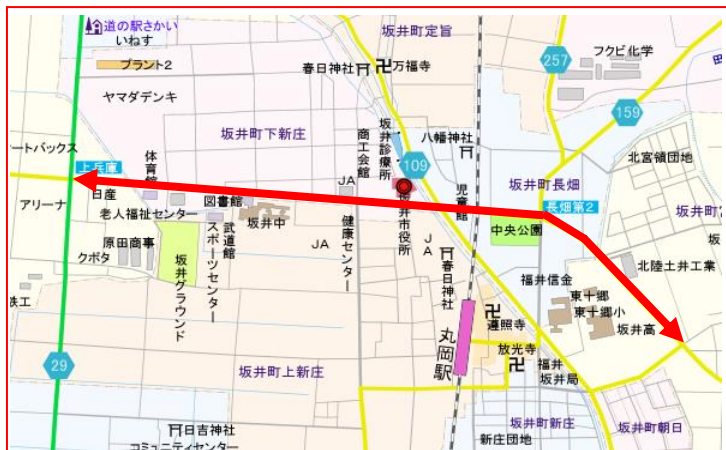 道の駅さかい
いねす
プラント2
ヤマダデンキ
坂井町定旨
春日神社
万福寺
257
フクビ化学
159
坂井町下新庄
商工会館
坂井診療所
109
八幡神社
児童館
坂井町長畑
北宮領団地
上兵庫
体育館
日産
アリーナ
老人福祉センター
図書館
武道館
スポーツセンター
坂井中
JA
JA
健康センター
坂井市役所
JA
春日神社
中央公園
長畑第2
原田商事
クボタ
坂井グラウンド
福井信金
東十郷
東十郷小
坂井高
北陸土井工業
鉄工
29
坂井町上新庄
丸岡駅
蓮照寺
放光寺
福井
坂井局
日吉神社
コミュニティセンター
坂井町新庄
新庄団地
坂井町朝日